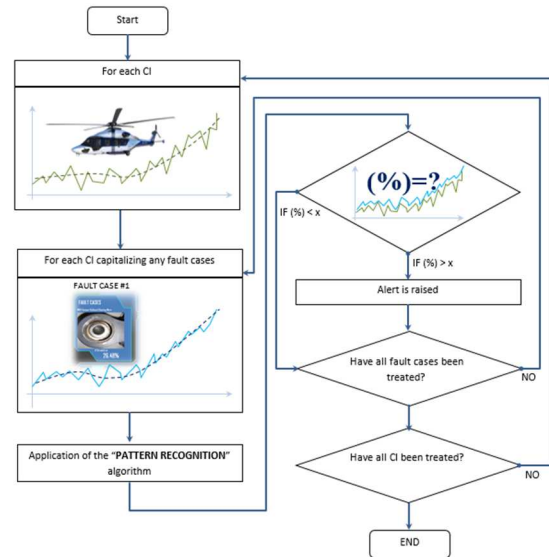 Start
For each CI
For each CI capitalizing any fault cases
FAULT CASE #1
FAULT CASES
Application of the “PATTERN RECOGNITION”
algorithm
(%)=?
IF (%) < x
IF (%) > x
Alert is raised
Have all fault cases been
treated?
NO
Have all CI been treated?
NO
END